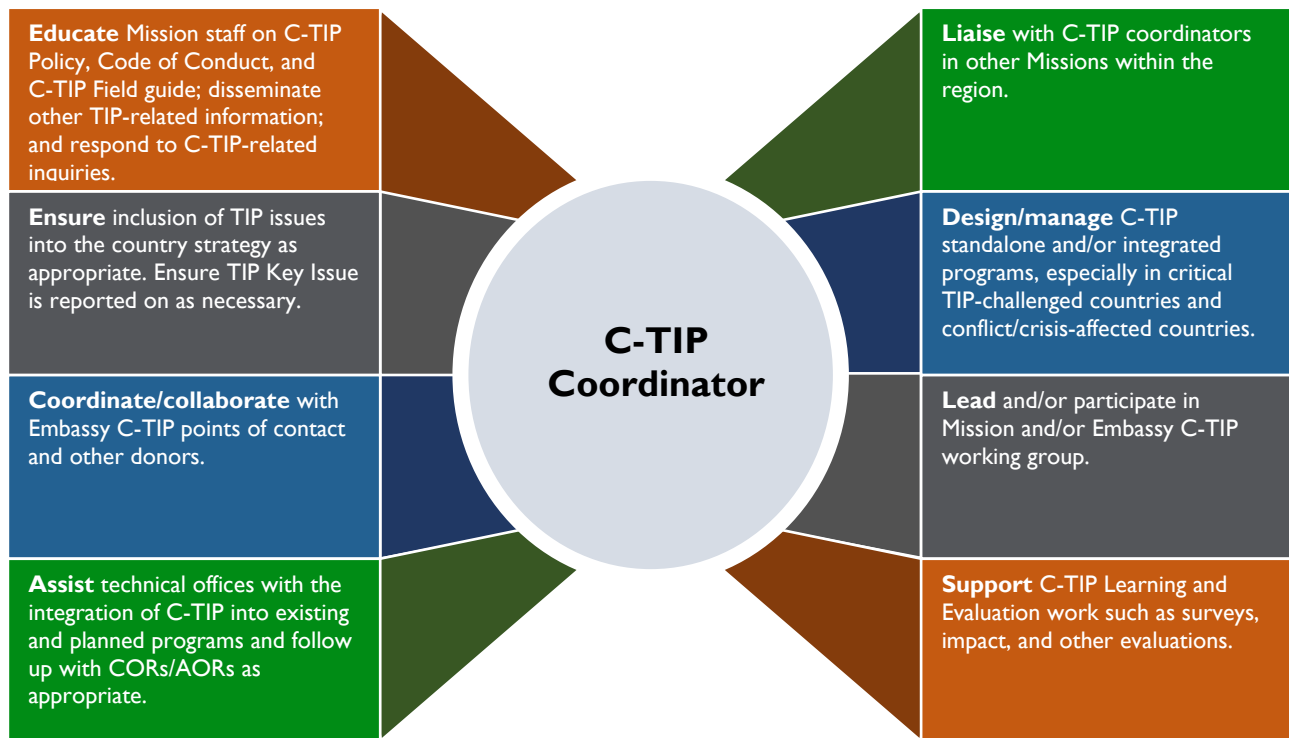 Educate Mission staff on C-TIP
Policy, Code of Conduct, and
C-TIP Field guide; disseminate
other TIP-related information;
and respond to C-TIP-related
inquiries.
Ensure inclusion of TIP issues
into the country strategy as
appropriate. Ensure TIP Key Issue
is reported on as necessary.
Coordinate/collaborate with
Embassy C-TIP points of contact
and other donors.
Assist technical offices with the
integration of C-TIP into existing
and planned programs and follow
up with CORs/AORs as
appropriate.
C-TIP
Coordinator
Liaise with C-TIP coordinators
in other Missions within the
region.
Design/manage C-TIP
standalone and/or integrated
programs, especially in critical
TIP-challenged countries and
conflict/crisis-affected countries.
Lead and/or participate in
Mission and/or Embassy C-TIP
working group.
Support C-TIP Learning and
Evaluation work such as surveys,
impact, and other evaluations.